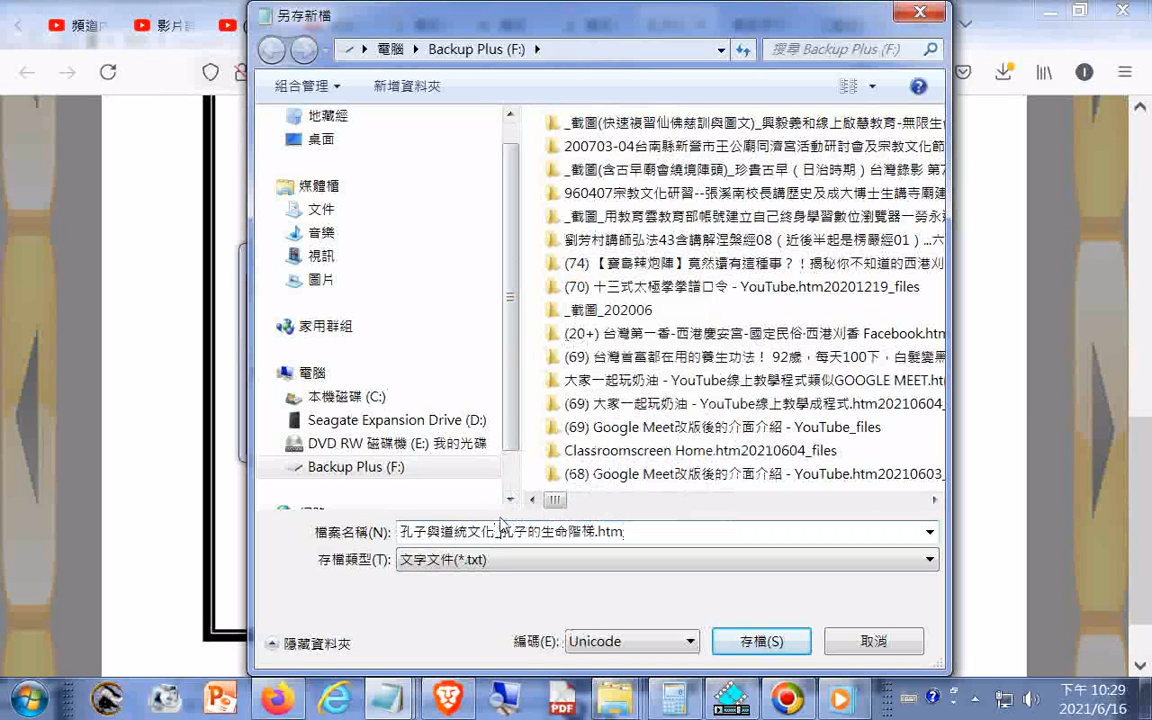 頻道
影片
另存新檔
電腦 Backup Plus (F:)
搜尋 Backup Plus (F:)
組合管理
新增資料夾
地藏經
桌面
媒體櫃
文件
音樂
視訊
圖片
家用群組
電腦
本機磁碟 (C:)
Seagate Expansion Drive (D:)
DVD RW 磁碟機 (E:) 我的光碟
Backup Plus (F:)
_截圖(快速複習仙佛慈訓與圖文)_興毅義和線上啟慧教育-無限生
200703-04台南縣新營市王公廟同濟宮活動研討會及宗教文化節
_截圖(含古早廟會繞境陣頭)_珍貴古早（日治時期）台灣錄影 第
960407宗教文化研習--張溪南校長講歷史及成大博士生講寺廟建
_截圖_用教育雲教育部帳號建立自己終身學習數位瀏覽器一勞永
劉芳村講師弘法43含講解涅槃經08（近後半起是楞嚴經01）...六
(74) 【寶島辣炮陣】竟然還有這種事？！揭秘你不知道的西港刈
(70) 十三式太極拳拳譜口令 - YouTube.htm20201219_files
_截圖_202006
(20+) 台灣第一香-西港慶安宮-國定民俗-西港刈香 Facebook.htm
(69) 台灣首富都在用的養生功法！ 92歲，每天100下，白髮變黑
大家一起玩奶油 - YouTube線上教學程式類似GOOGLE MEET.ht
(69) 大家一起玩奶油 - YouTube線上教學成程式.htm20210604_
(69) Google Meet改版後的介面介紹 - YouTube_files
Classroomscreen Home.htm20210604_files
(68) Google Meet改版後的介面介紹 - YouTube.htm20210603_
檔案名稱(N): 孔子與道統文化_孔子的生命階梯.htm
存檔類型(T): 文字文件(*.txt)
隱藏資料夾
編碼(E): Unicode
存檔(S)
取消
PDF
下午 10:29
2021/6/16